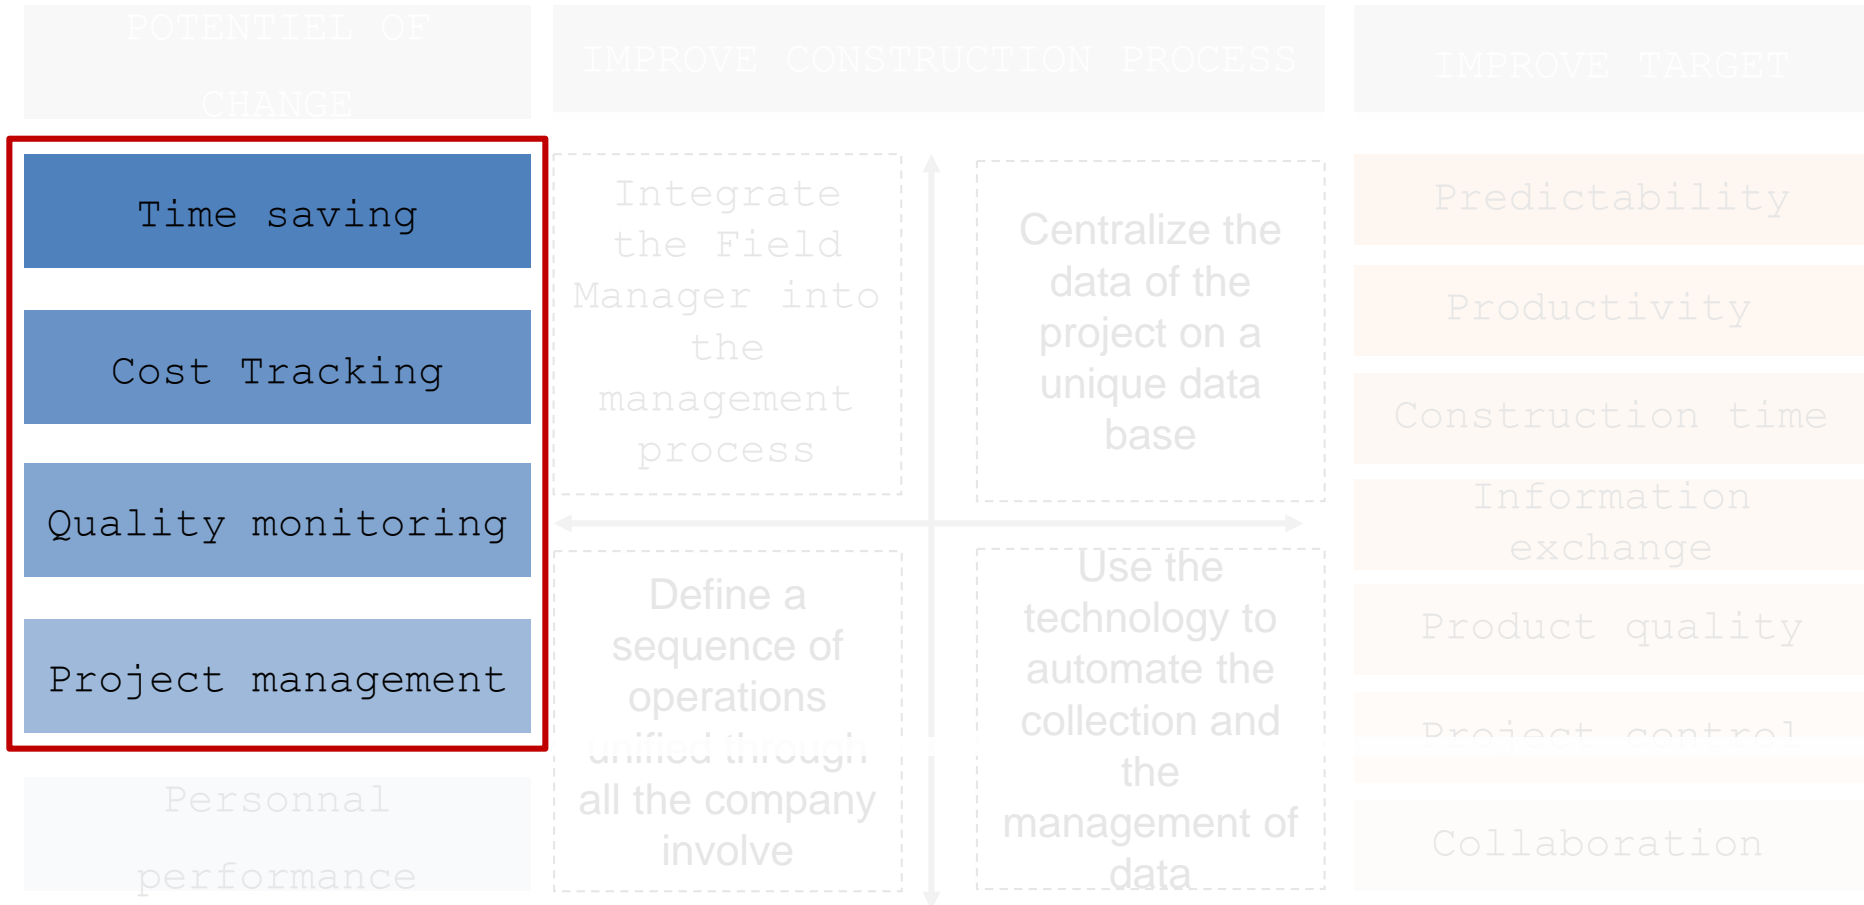 POTENTIEL OF
CHANGE
IMPROVE CONSTRUCTION PROCESS
IMPROVE TARGET
Time saving
Cost Tracking
Quality monitoring
Project management
Personnal
performance
Integrate
the Field
Manager into
the
management
process
Centralize the
data of the
project on a
unique data
base
Define a
sequence of
operations
unified through
all the company
involve
Use the
technology to
automate the
collection and
the
management of
data
Predictability
Productivity
Construction time
Information
exchange
Product quality
Project control
Collaboration